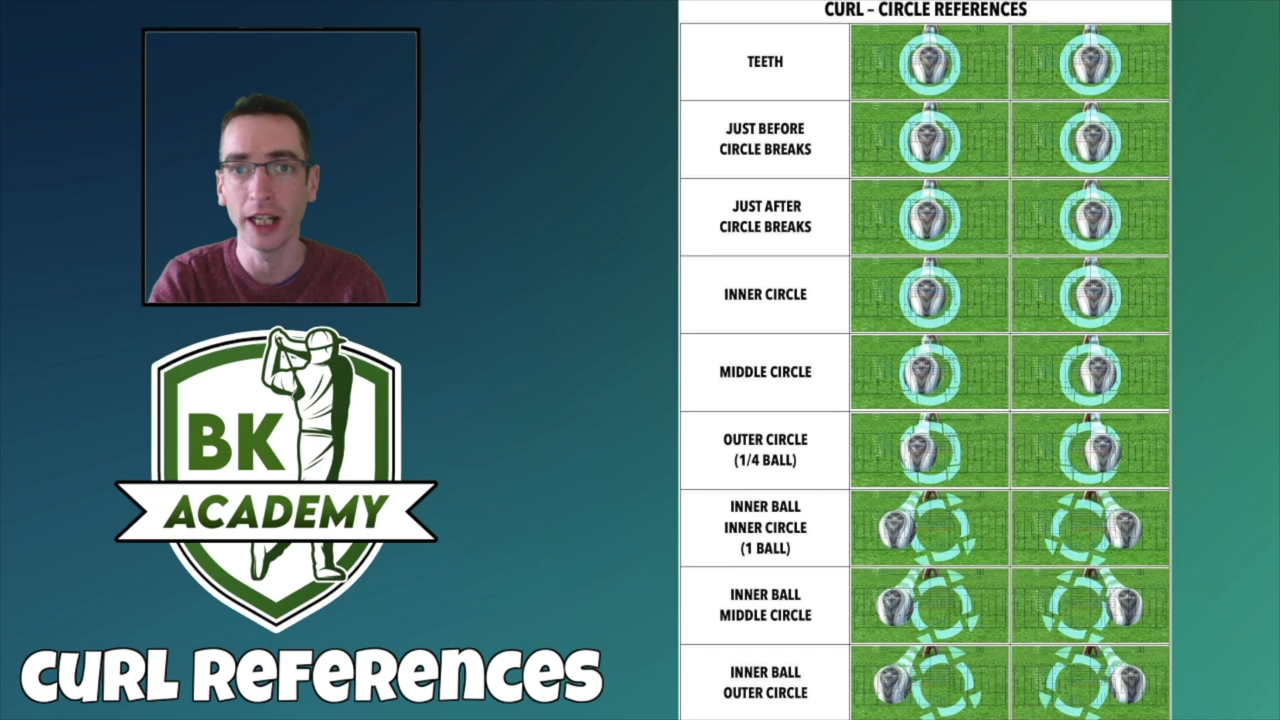 CURL – CIRCLE REFERENCES
TEETH
JUST BEFORE
CIRCLE BREAKS
JUST AFTER
CIRCLE BREAKS
INNER CIRCLE
MIDDLE CIRCLE
OUTER CIRCLE
(1/4 BALL)
INNER BALL
INNER CIRCLE
(1 BALL)
INNER BALL
MIDDLE CIRCLE
INNER BALL
OUTER CIRCLE
BK
ACADEMY
CURL REFERENCES